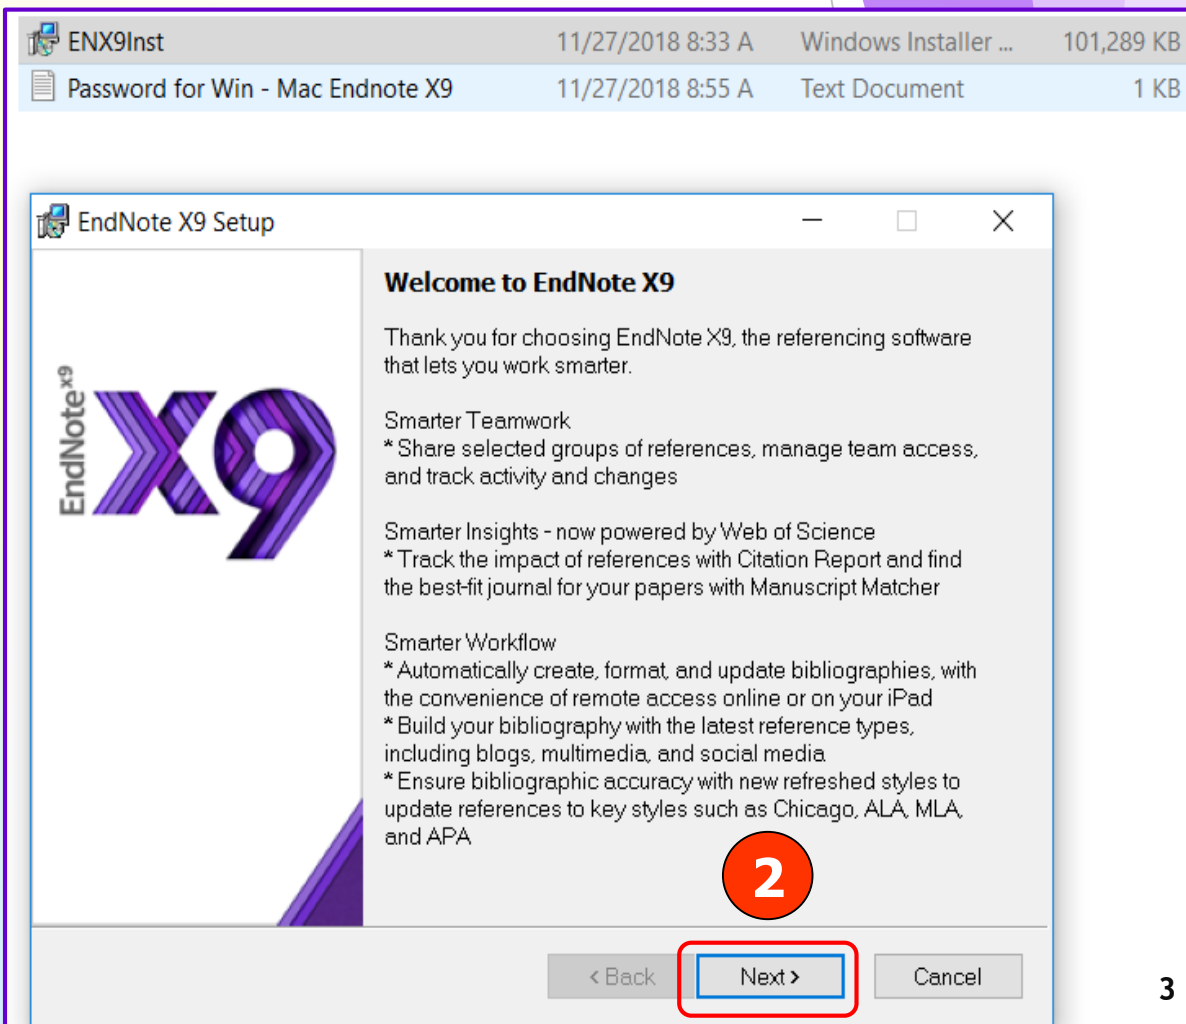 ENX9Inst 11/27/2018 8:33 A Windows Installer ... 101,289 KB
Password for Win - Mac Endnote X9 11/27/2018 8:55 A Text Document 1 KB
EndNote X9 Setup
EndNote x9
X9
Welcome to EndNote X9
Thank you for choosing EndNote X9, the referencing software
that lets you work smarter.
Smarter Teamwork
* Share selected groups of references, manage team access,
and track activity and changes
Smarter Insights - now powered by Web of Science
* Track the impact of references with Citation Report and find
the best-fit journal for your papers with Manuscript Matcher
Smarter Workflow
* Automatically create, format, and update bibliographies, with
the convenience of remote access online or on your iPad
* Build your bibliography with the latest reference types,
including blogs, multimedia, and social media
* Ensure bibliographic accuracy with new refreshed styles to
update references to key styles such as Chicago, ALA, MLA,
and APA
2
< Back Next > Cancel
3